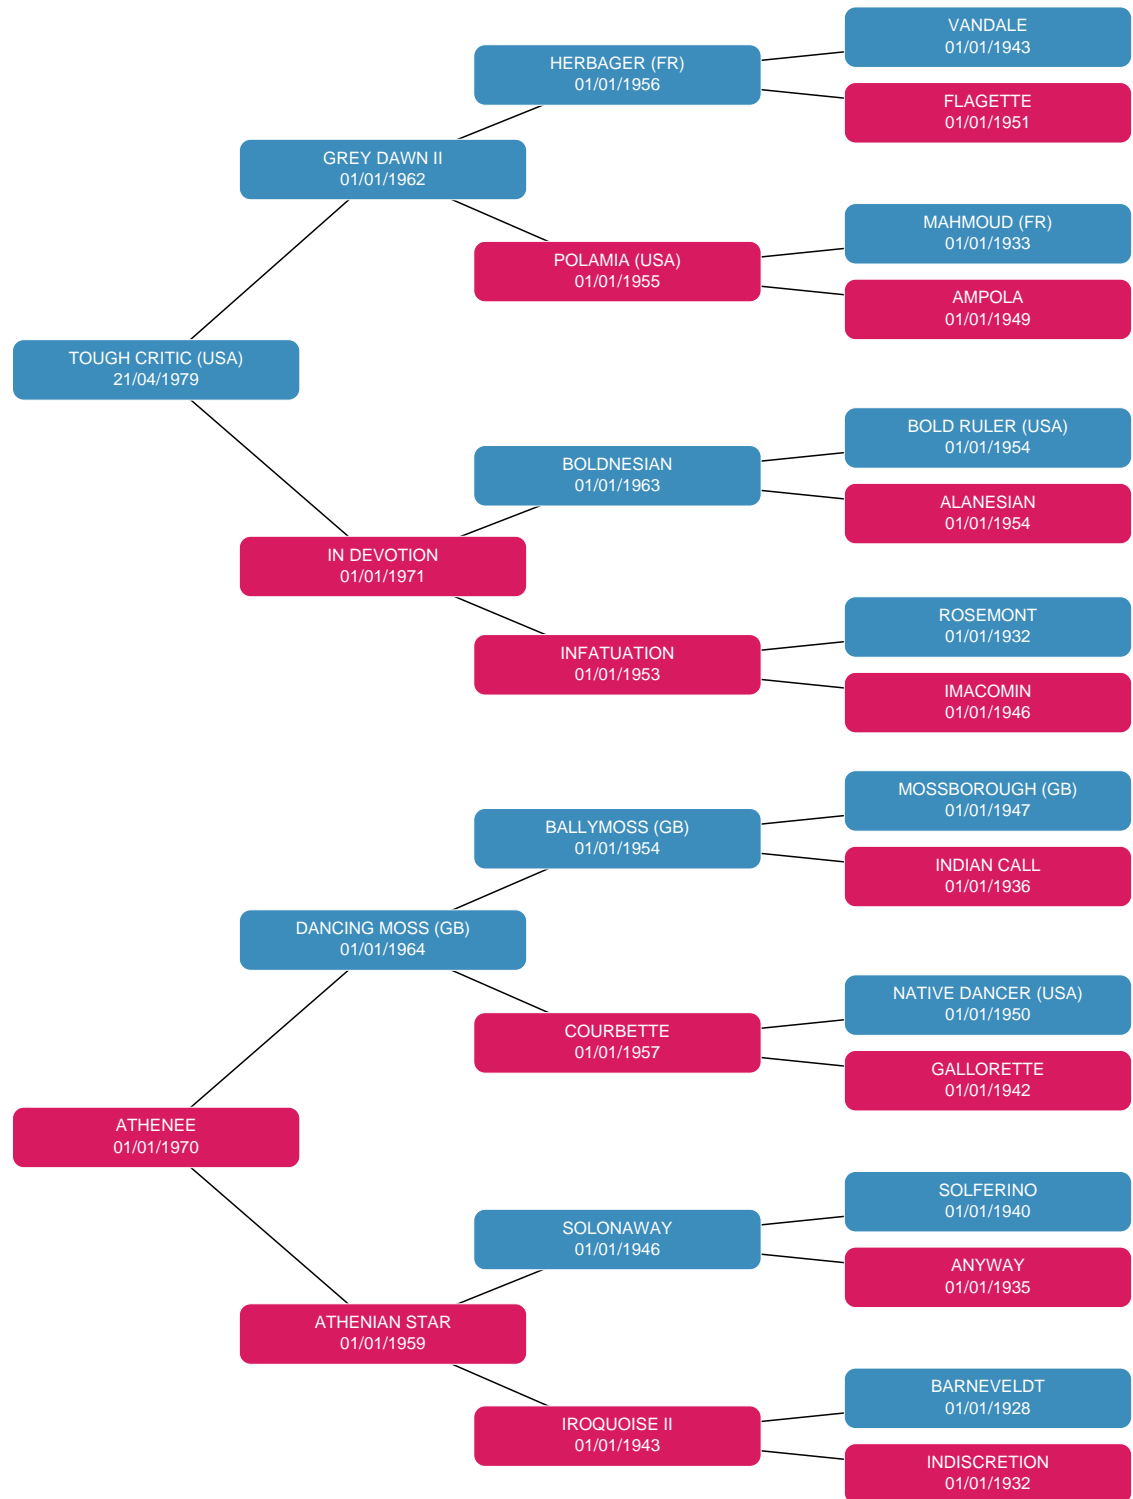 VANDALE
01/01/1943
HERBAGER (FR)
01/01/1956
FLAGETTE
01/01/1951
GREY DAWN II
01/01/1962
MAHMOUD (FR)
01/01/1933
POLAMIA (USA)
01/01/1955
AMPOLA
01/01/1949
TOUGH CRITIC (USA)
21/04/1979
BOLD RULER (USA)
01/01/1954
BOLDNESIAN
01/01/1963
ALANESIAN
01/01/1954
IN DEVOTION
01/01/1971
ROSEMONT
01/01/1932
INFATUATION
01/01/1953
IMACOMIN
01/01/1946
MOSSBOROUGH (GB)
01/01/1947
BALLYMOSS (GB)
01/01/1954
INDIAN CALL
01/01/1936
DANCING MOSS (GB)
01/01/1964
NATIVE DANCER (USA)
01/01/1950
COURBETTE
01/01/1957
GALLORETTE
01/01/1942
ATHENEE
01/01/1970
SOLFERINO
01/01/1940
SOLONAWAY
01/01/1946
ANYWAY
01/01/1935
ATHENIAN STAR
01/01/1959
BARNEVELDT
01/01/1928
IROQUOISE II
01/01/1943
INDISCRETION
01/01/1932